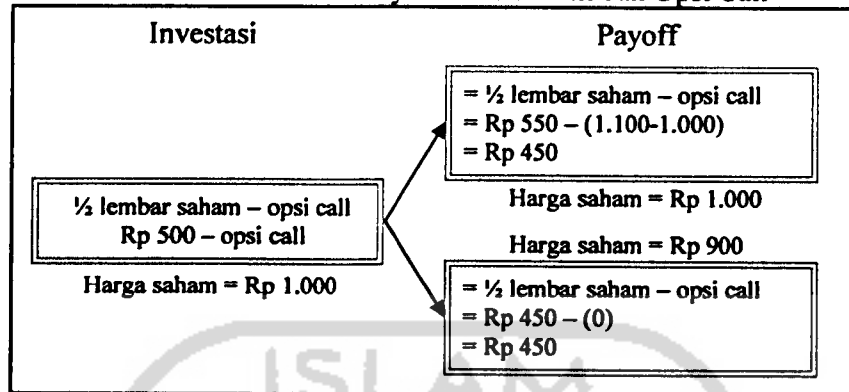 Investasi
Payoff
= ½ lembar saham – opsi call
= Rp 550 – (1.100-1.000)
= Rp 450
Harga saham = Rp 1.000
½ lembar saham – opsi call
Rp 500 – opsi call
Harga saham = Rp 1.000
Harga saham = Rp 900
= ½ lembar saham – opsi call
= Rp 450 – (0)
= Rp 450
ISLAM